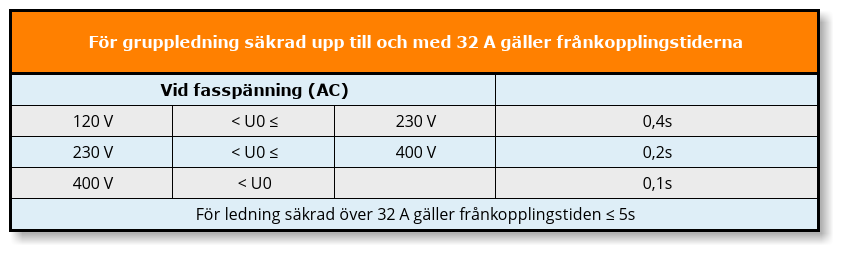 För gruppledning säkrad upp till och med 32 A gäller frånkopplingstiderna
Vid fasspänning (AC)
120 V < U0 ≤ 230 V 0,4s
230 V < U0 ≤ 400 V 0,2s
400 V < U0 0,1s
För ledning säkrad över 32 A gäller frånkopplingstiden ≤ 5s